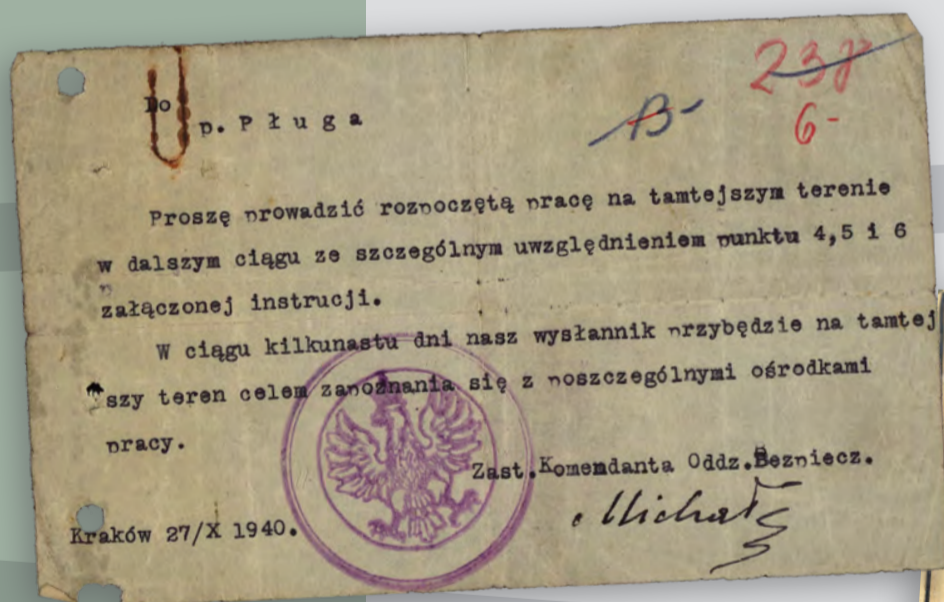 Do
p. Pługa
B-
238
6-
Proszę prowadzić rozpoczętą pracę na tamtejszym terenie
w dalszym ciągu ze szczególnym uwzględnieniem punktu 4,5 i 6
załączonej instrucji.
W ciągu kilkunastu dni nasz wysłannik przybędzie na tamtej
szy teren celem zapoznania się z poszczególnymi ośrodkami
pracy.
Zast.Komendanta Oddz.Bezpiecz.
Michał
Kraków 27/X 1940.